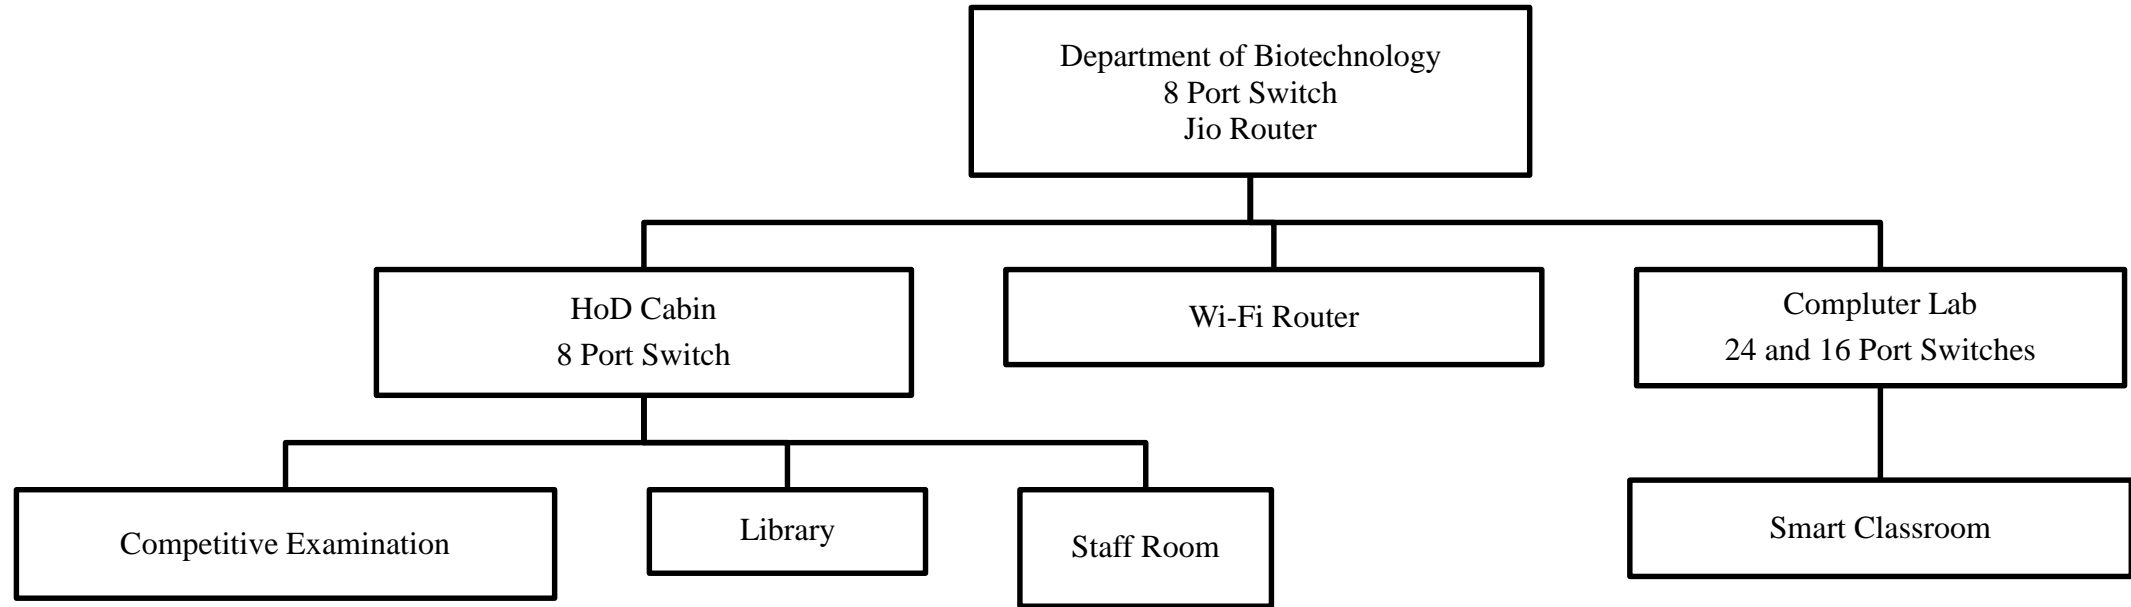 Department of Biotechnology
8 Port Switch
Jio Router
HoD Cabin
8 Port Switch
Wi-Fi Router
Compluter Lab
24 and 16 Port Switches
Competitive Examination
Library
Staff Room
Smart Classroom